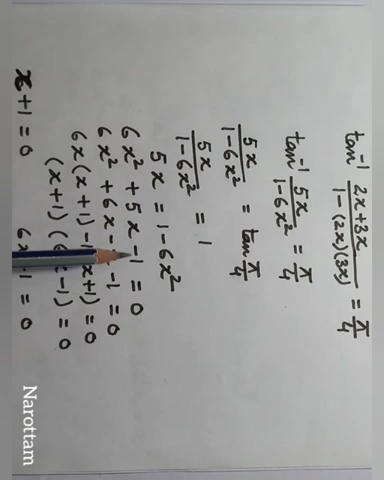 tan⁻¹ (2x+3x)/(1-(2x)(3x)) = π/4
tan⁻¹ 5x/(1-6x²) = π/4
5x/(1-6x²) = tan π/4
5x/(1-6x²) = 1
5x = 1-6x²
6x² + 5x - 1 = 0
6x² + 6x - -1 = 0
6x(x+1) - 1 x+1) = 0
(x+1) ( -1) = 0
x+1 = 0 6x 1 = 0
Narottam